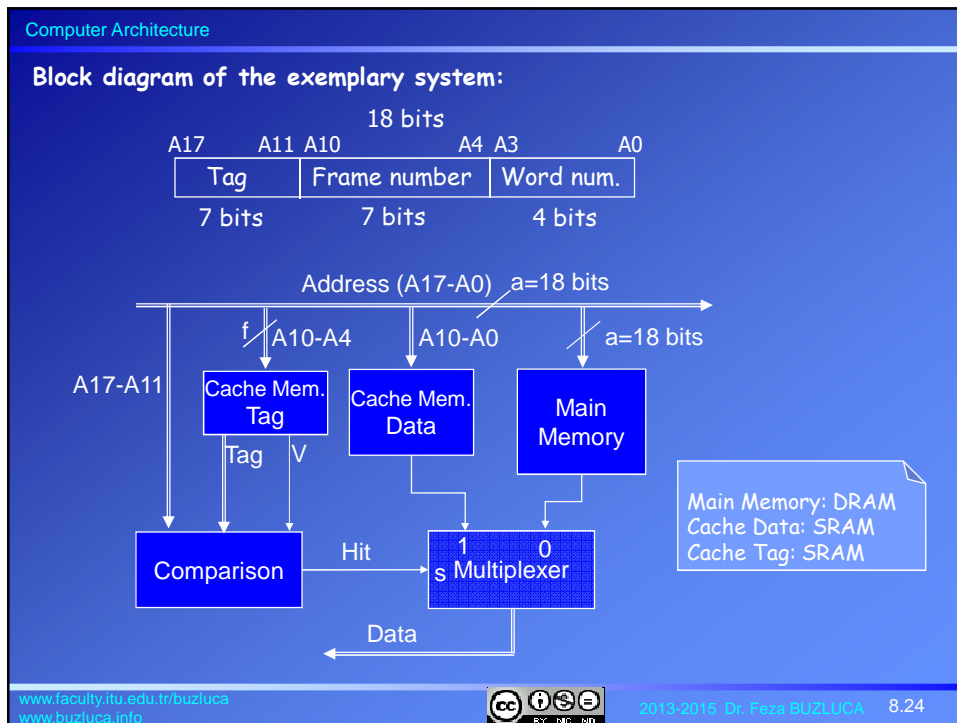 Computer Architecture
Block diagram of the exemplary system:
18 bits
A17 A11 A10 A4 A3 A0
Tag Frame number Word num.
7 bits 7 bits 4 bits
Address (A17-A0) a=18 bits
f A10-A4 A10-A0 a=18 bits
A17-A11
Cache Mem.
Tag
Cache Mem.
Data
Main
Memory
Tag V
Main Memory: DRAM
Cache Data: SRAM
Cache Tag: SRAM
Comparison
Hit
1 0
s Multiplexer
Data
www.faculty.itu.edu.tr/buzluca
www.buzluca.info
cc
BY NC ND
2013-2015 Dr. Feza BUZLUCA 8.24